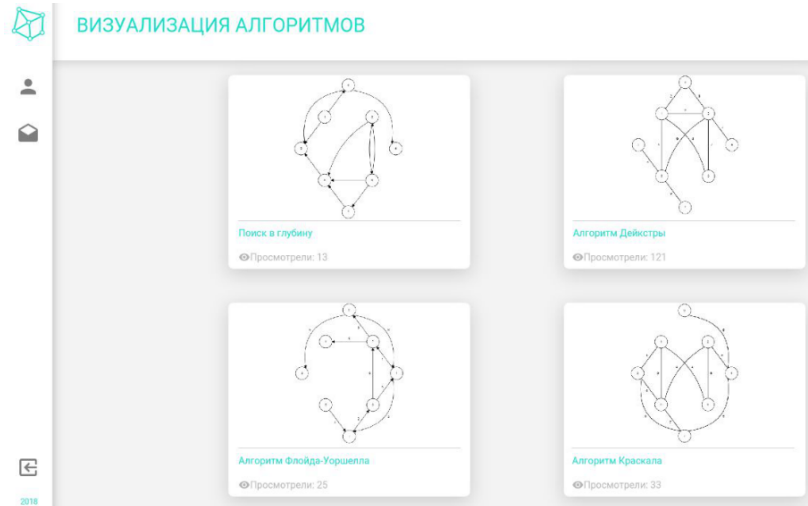 ВИЗУАЛИЗАЦИЯ АЛГОРИТМОВ
Поиск в глубину
Просмотрели: 13
Алгоритм Дейкстры
Просмотрели: 121
Алгоритм Флойда-Уоршелла
Просмотрели: 25
Алгоритм Краскала
Просмотрели: 33
2018